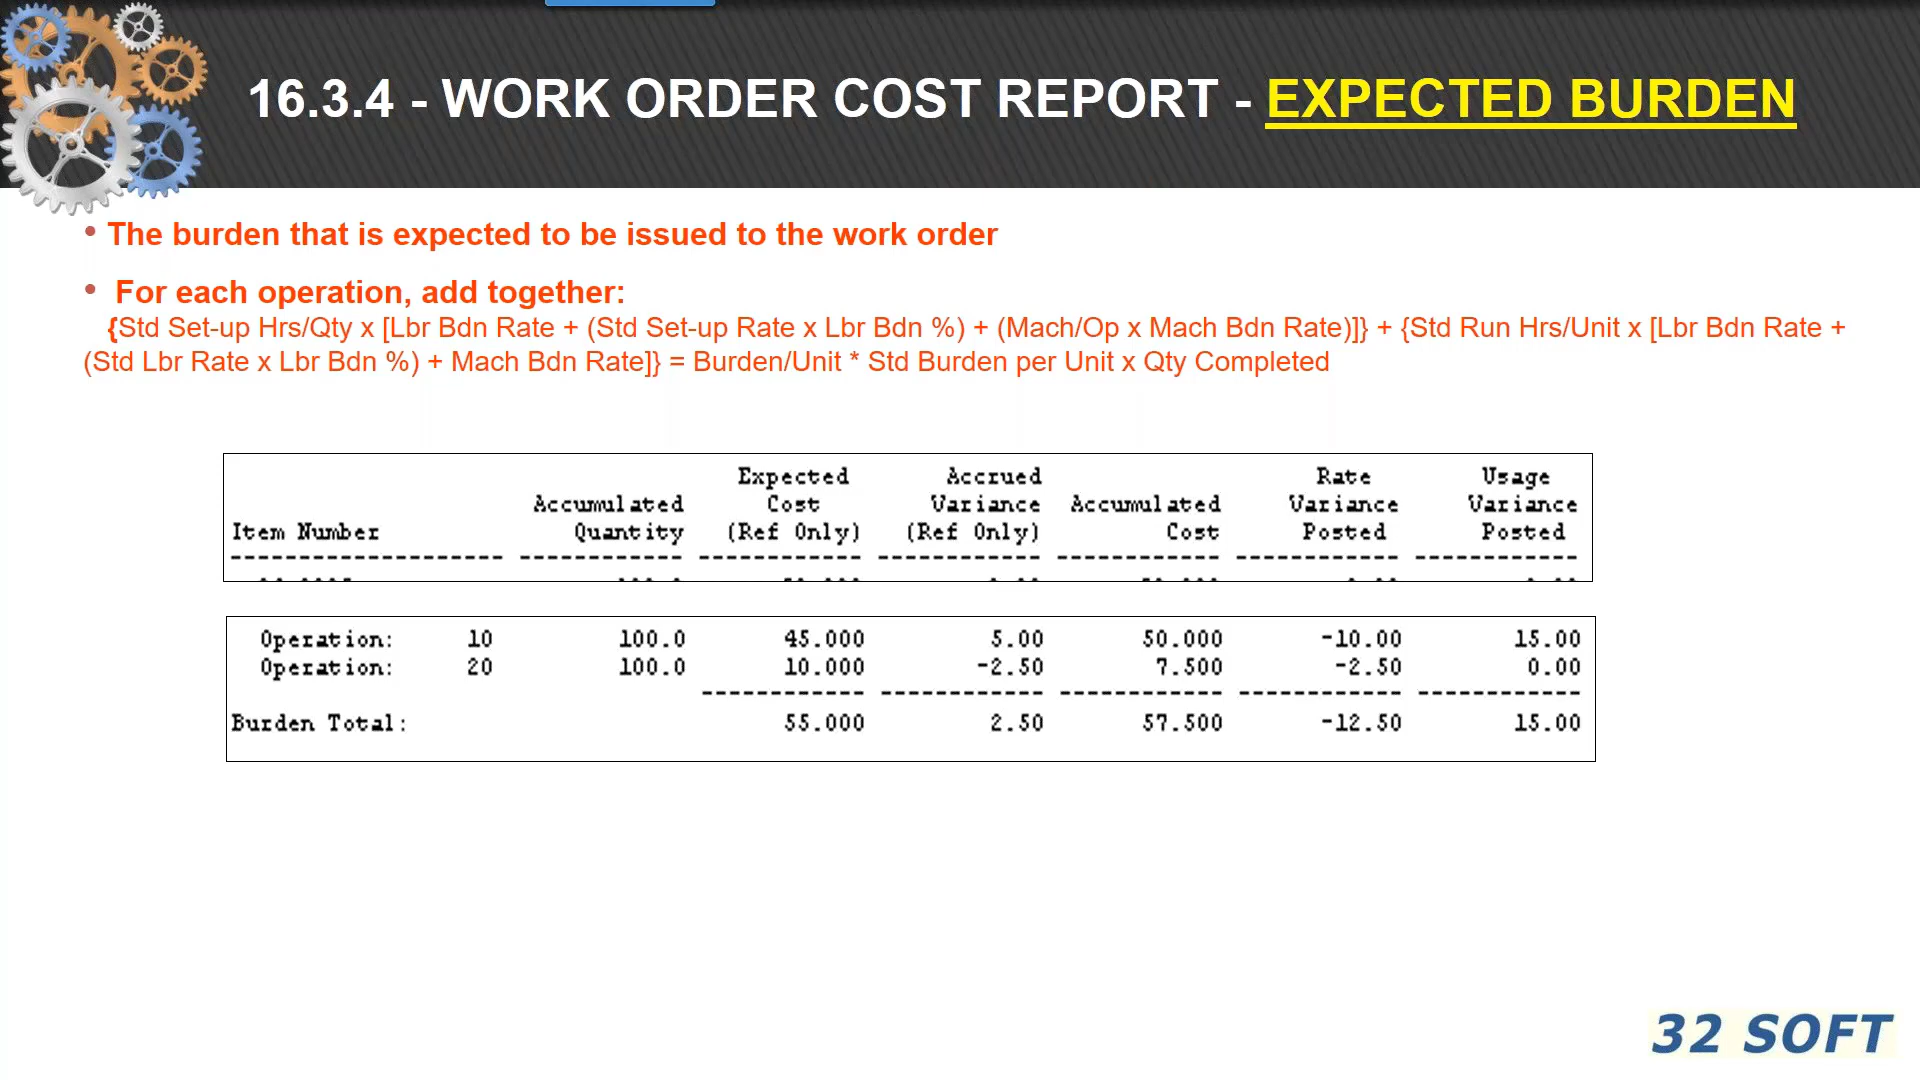 16.3.4 - WORK ORDER COST REPORT - EXPECTED BURDEN
• The burden that is expected to be issued to the work order
• For each operation, add together:
{Std Set-up Hrs/Qty x [Lbr Bdn Rate + (Std Set-up Rate x Lbr Bdn %) + (Mach/Op x Mach Bdn Rate)]} + {Std Run Hrs/Unit x [Lbr Bdn Rate +
(Std Lbr Rate x Lbr Bdn %) + Mach Bdn Rate]} = Burden/Unit * Std Burden per Unit x Qty Completed
Expected Accrued Rate Usage
Accumulated Cost Variance Accumulated Variance Variance
Item Number Quantity (Ref Only) (Ref Only) Cost Posted Posted
Operation: 10 100.0 45.000 5.00 50.000 -10.00 15.00
Operation: 20 100.0 10.000 -2.50 7.500 -2.50 0.00
Burden Total: 55.000 2.50 57.500 -12.50 15.00
32 SOFT